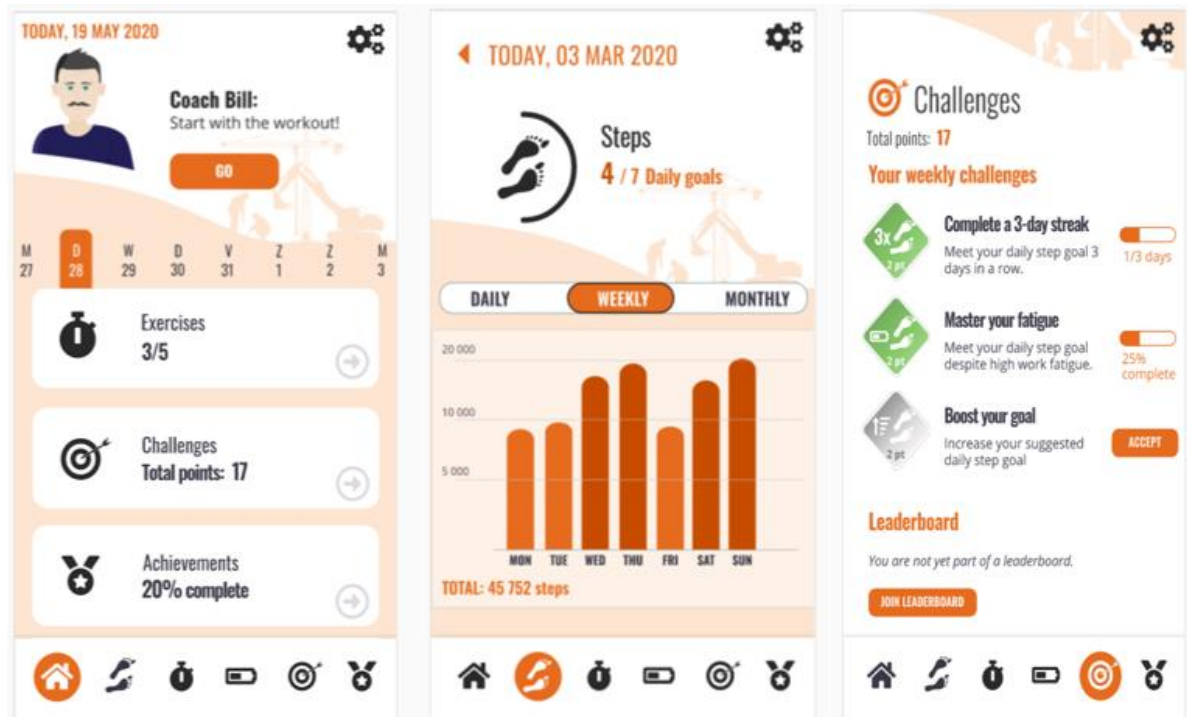 TODAY, 19 MAY 2020
Coach Bill:
Start with the workout!
GO
M D W D V Z Z M
27 28 29 30 31 1 2 3
Exercises
3/5
Challenges
Total points: 17
Achievements
20% complete
TODAY, 03 MAR 2020
Steps
4 / 7 Daily goals
DAILY WEEKLY MONTHLY
20 000
10 000
5 000
MON TUE WED THU FRI SAT SUN
TOTAL: 45 752 steps
Challenges
Total points: 17
Your weekly challenges
3x
2 pt
Complete a 3-day streak
Meet your daily step goal 3
days in a row.
1/3 days
2 pt
Master your fatigue
Meet your daily step goal
despite high work fatigue.
25%
complete
2 pt
Boost your goal
Increase your suggested
daily step goal
ACCEPT
Leaderboard
You are not yet part of a leaderboard.
JOIN LEADERBOARD